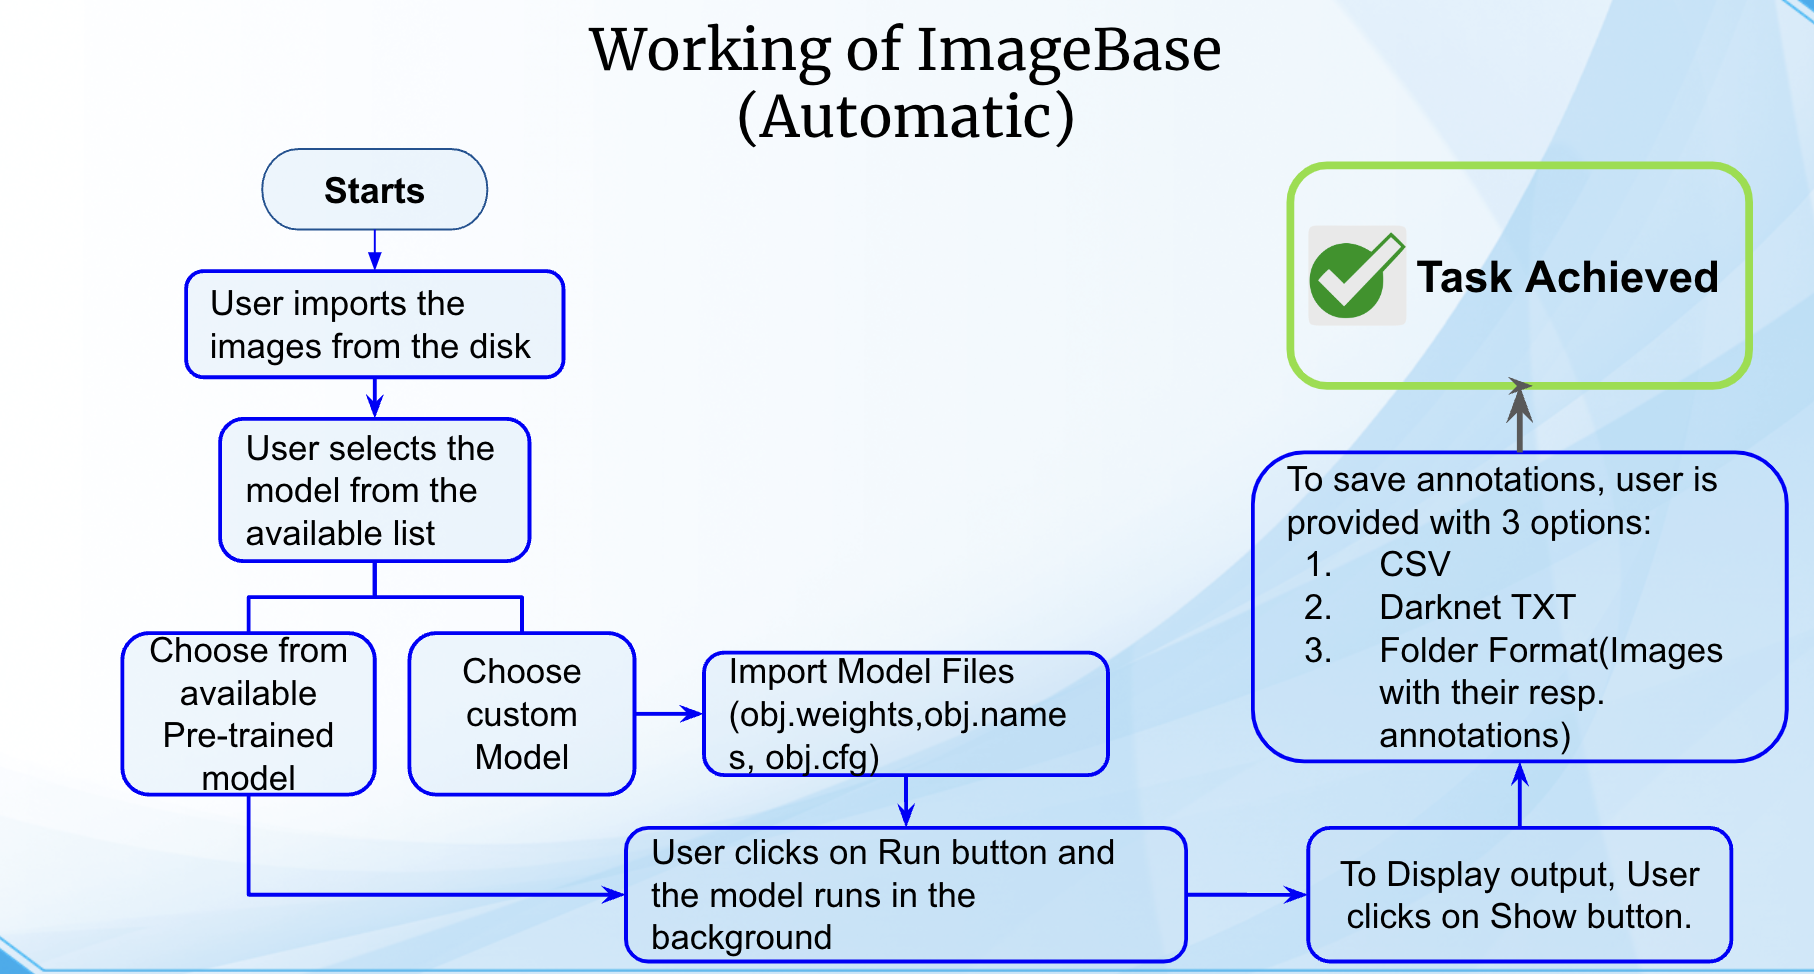 Working of ImageBase
(Automatic)
Starts
User imports the
images from the disk
User selects the
model from the
available list
Choose from
available
Pre-trained
model
Choose
custom
Model
Import Model Files
(obj.weights,obj.name
s, obj.cfg)
User clicks on Run button and
the model runs in the
background
To Display output, User
clicks on Show button.
To save annotations, user is
provided with 3 options:
1. CSV
2. Darknet TXT
3. Folder Format(Images
with their resp.
annotations)
Task Achieved